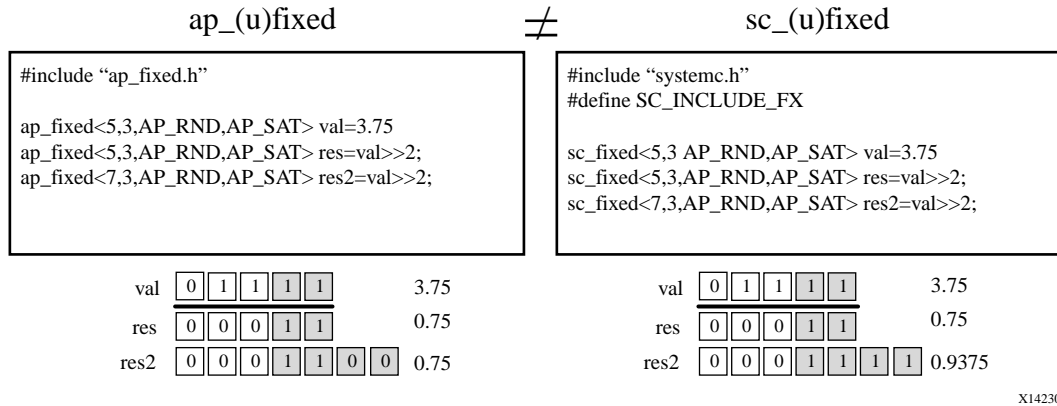 ap_(u)fixed ≠ sc_(u)fixed
#include “ap_fixed.h”
ap_fixed<5,3,AP_RND,AP_SAT> val=3.75
ap_fixed<5,3,AP_RND,AP_SAT> res=val>>2;
ap_fixed<7,3,AP_RND,AP_SAT> res2=val>>2;
#include “systemc.h”
#define SC_INCLUDE_FX
sc_fixed<5,3 AP_RND,AP_SAT> val=3.75
sc_fixed<5,3,AP_RND,AP_SAT> res=val>>2;
sc_fixed<7,3,AP_RND,AP_SAT> res2=val>>2;
val 0 1 1 1 1 3.75
res 0 0 0 1 1 0.75
res2 0 0 0 1 1 0 0 0.75
val 0 1 1 1 1 3.75
res 0 0 0 1 1 0.75
res2 0 0 0 1 1 1 1 0.9375
X14230